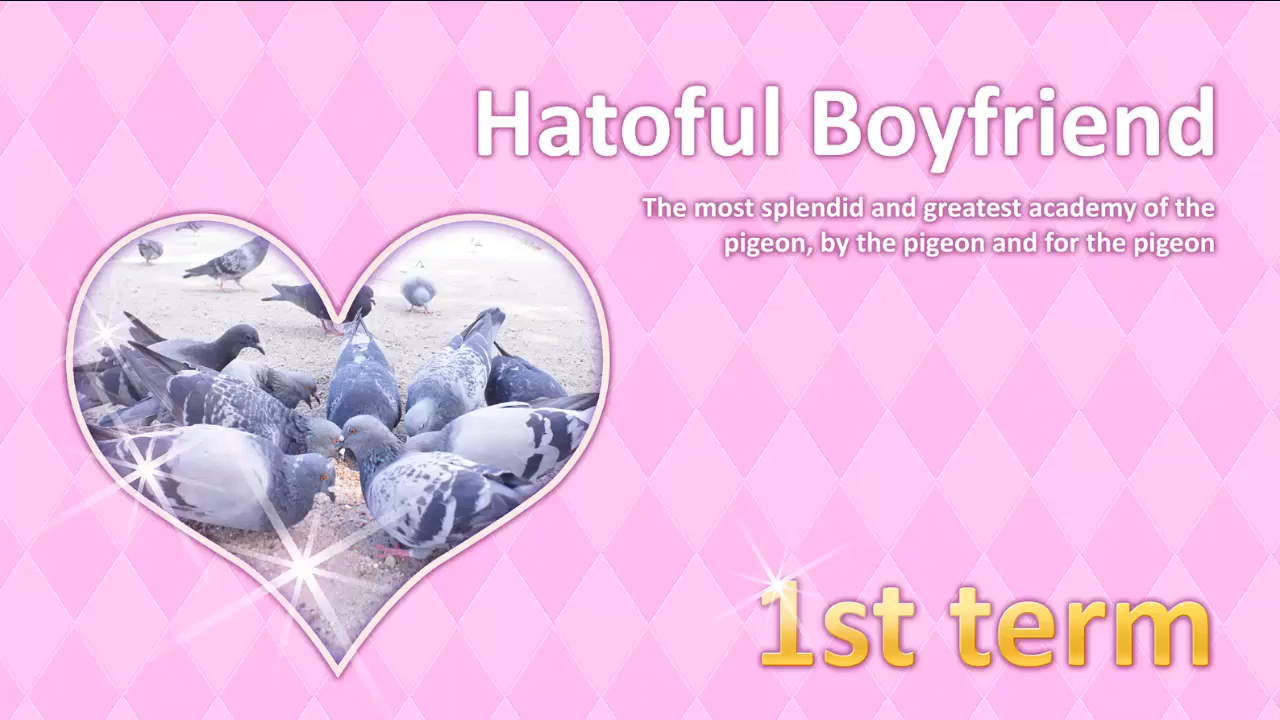 Hatoful Boyfriend
The most splendid and greatest academy of the
pigeon, by the pigeon and for the pigeon
1st term